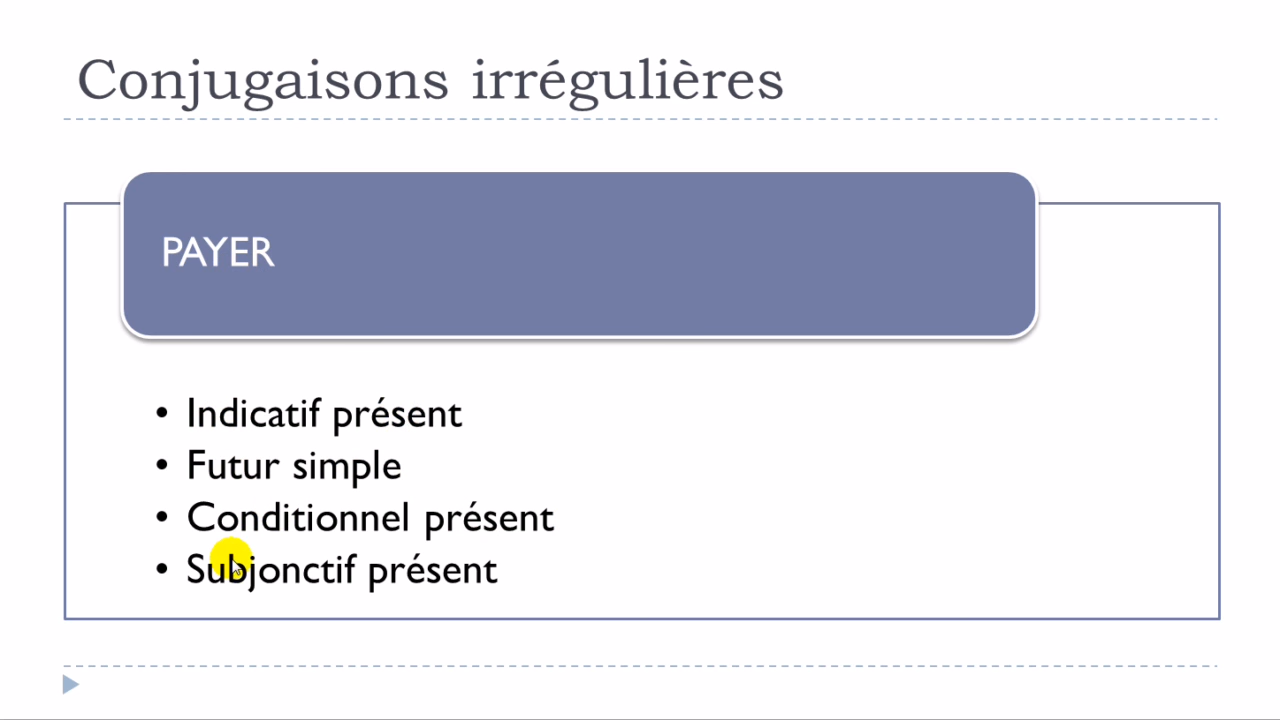 Conjugaisons irrégulières
PAYER
• Indicatif présent
• Futur simple
• Conditionnel présent
• Subjonctif présent